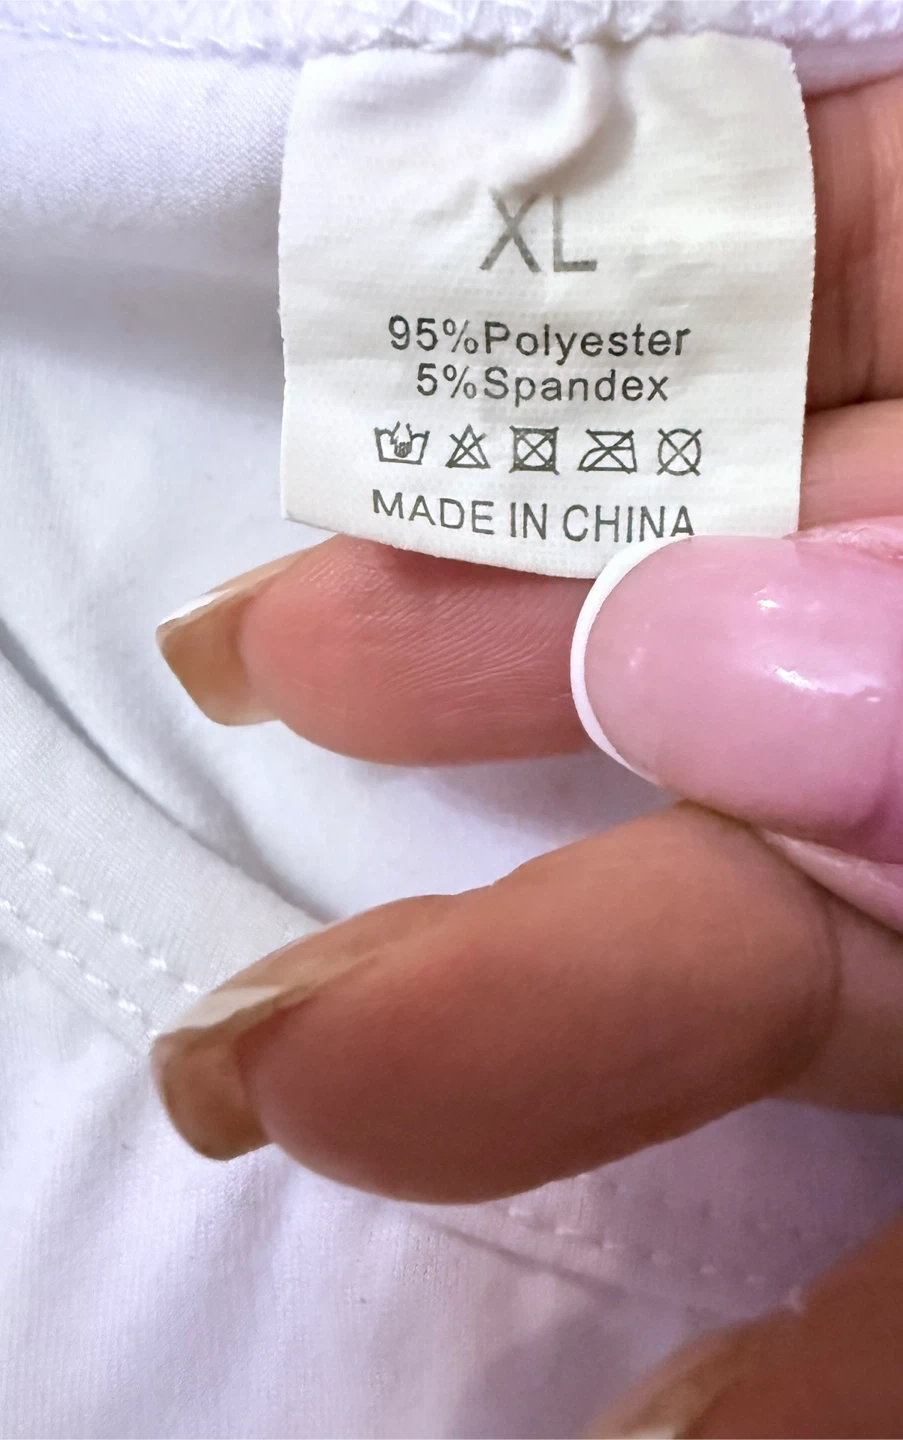 XL
95%Polyester
5%Spandex
MADE IN CHINA